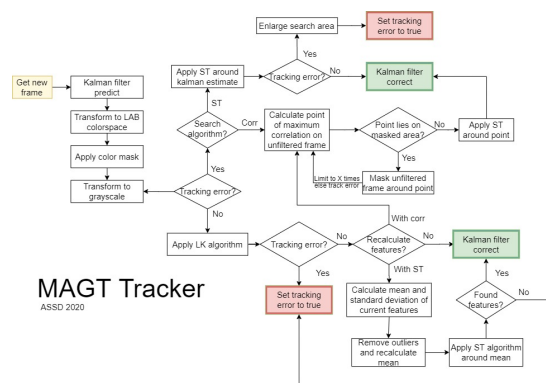 Enlarge search area
Set tracking
error to true
Yes
Get new
frame
Kalman filter
predict
Apply ST around
kalman estimate
Tracking error?
No
Kalman filter
correct
ST
Transform to LAB
colorspace
Search
algorithm?
Corr
Calculate point
of maximum
correlation on
unfiltered frame
Point lies on
masked area?
No
Apply ST
around point
Apply color mask
Yes
Yes
Transform to
grayscale
Tracking error?
Limit to X times
else track error
Mask unfiltered
frame around point
No
With corr
Apply LK algorithm
Tracking error?
No
Recalculate
features?
No
Kalman filter
correct
Yes
With ST
Yes
MAGT Tracker
ASSD 2020
Set tracking
error to true
Calculate mean and
standard deviation of
current features
Found
features?
No
Remove outliers
and recalculate
mean
Apply ST algorithm
around mean